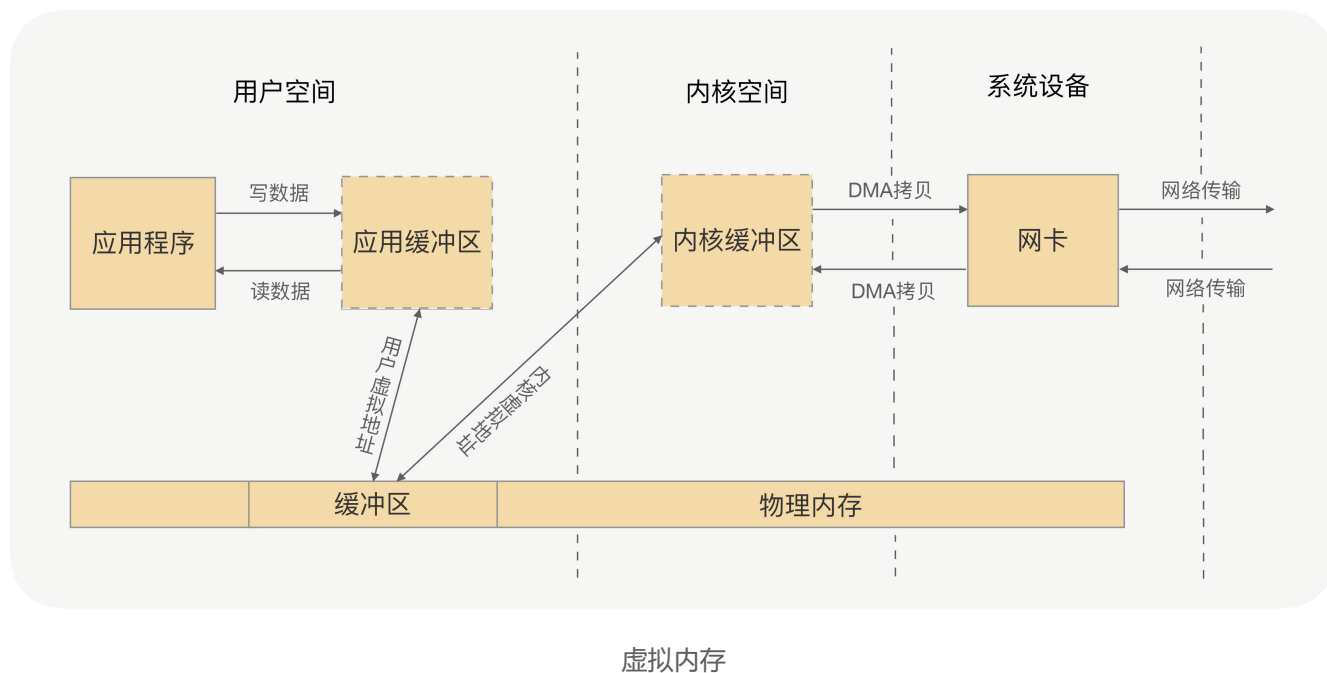 用户空间
内核空间
系统设备
应用程序
写数据
读数据
应用缓冲区
内核缓冲区
DMA拷贝
DMA拷贝
网卡
网络传输
网络传输
用户虚拟地址
内核虚拟地址
缓冲区
物理内存
虚拟内存